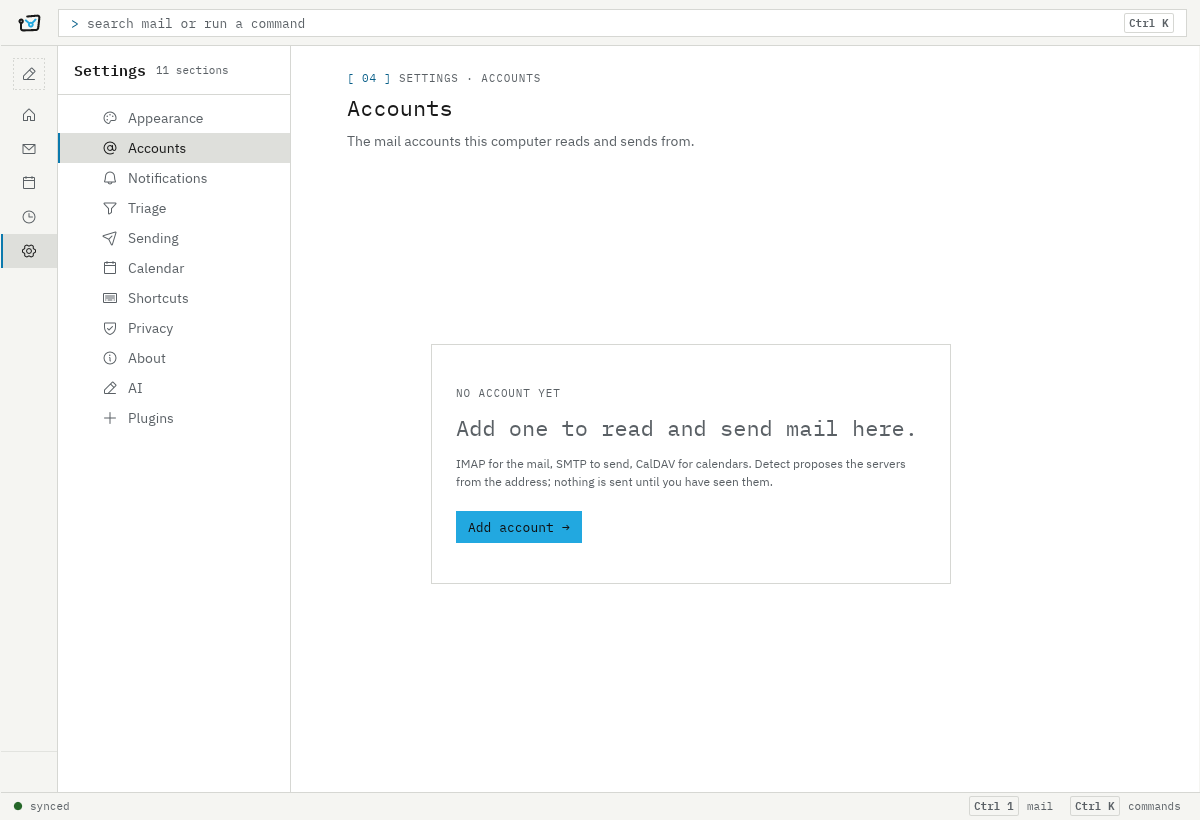 > search mail or run a command Ctrl K
Settings 11 sections
Appearance
Accounts
Notifications
Triage
Sending
Calendar
Shortcuts
Privacy
About
AI
Plugins
[ 04 ] SETTINGS · ACCOUNTS
Accounts
The mail accounts this computer reads and sends from.
NO ACCOUNT YET
Add one to read and send mail here.
IMAP for the mail, SMTP to send, CalDAV for calendars. Detect proposes the servers
from the address; nothing is sent until you have seen them.
Add account →
synced
Ctrl 1 mail Ctrl K commands